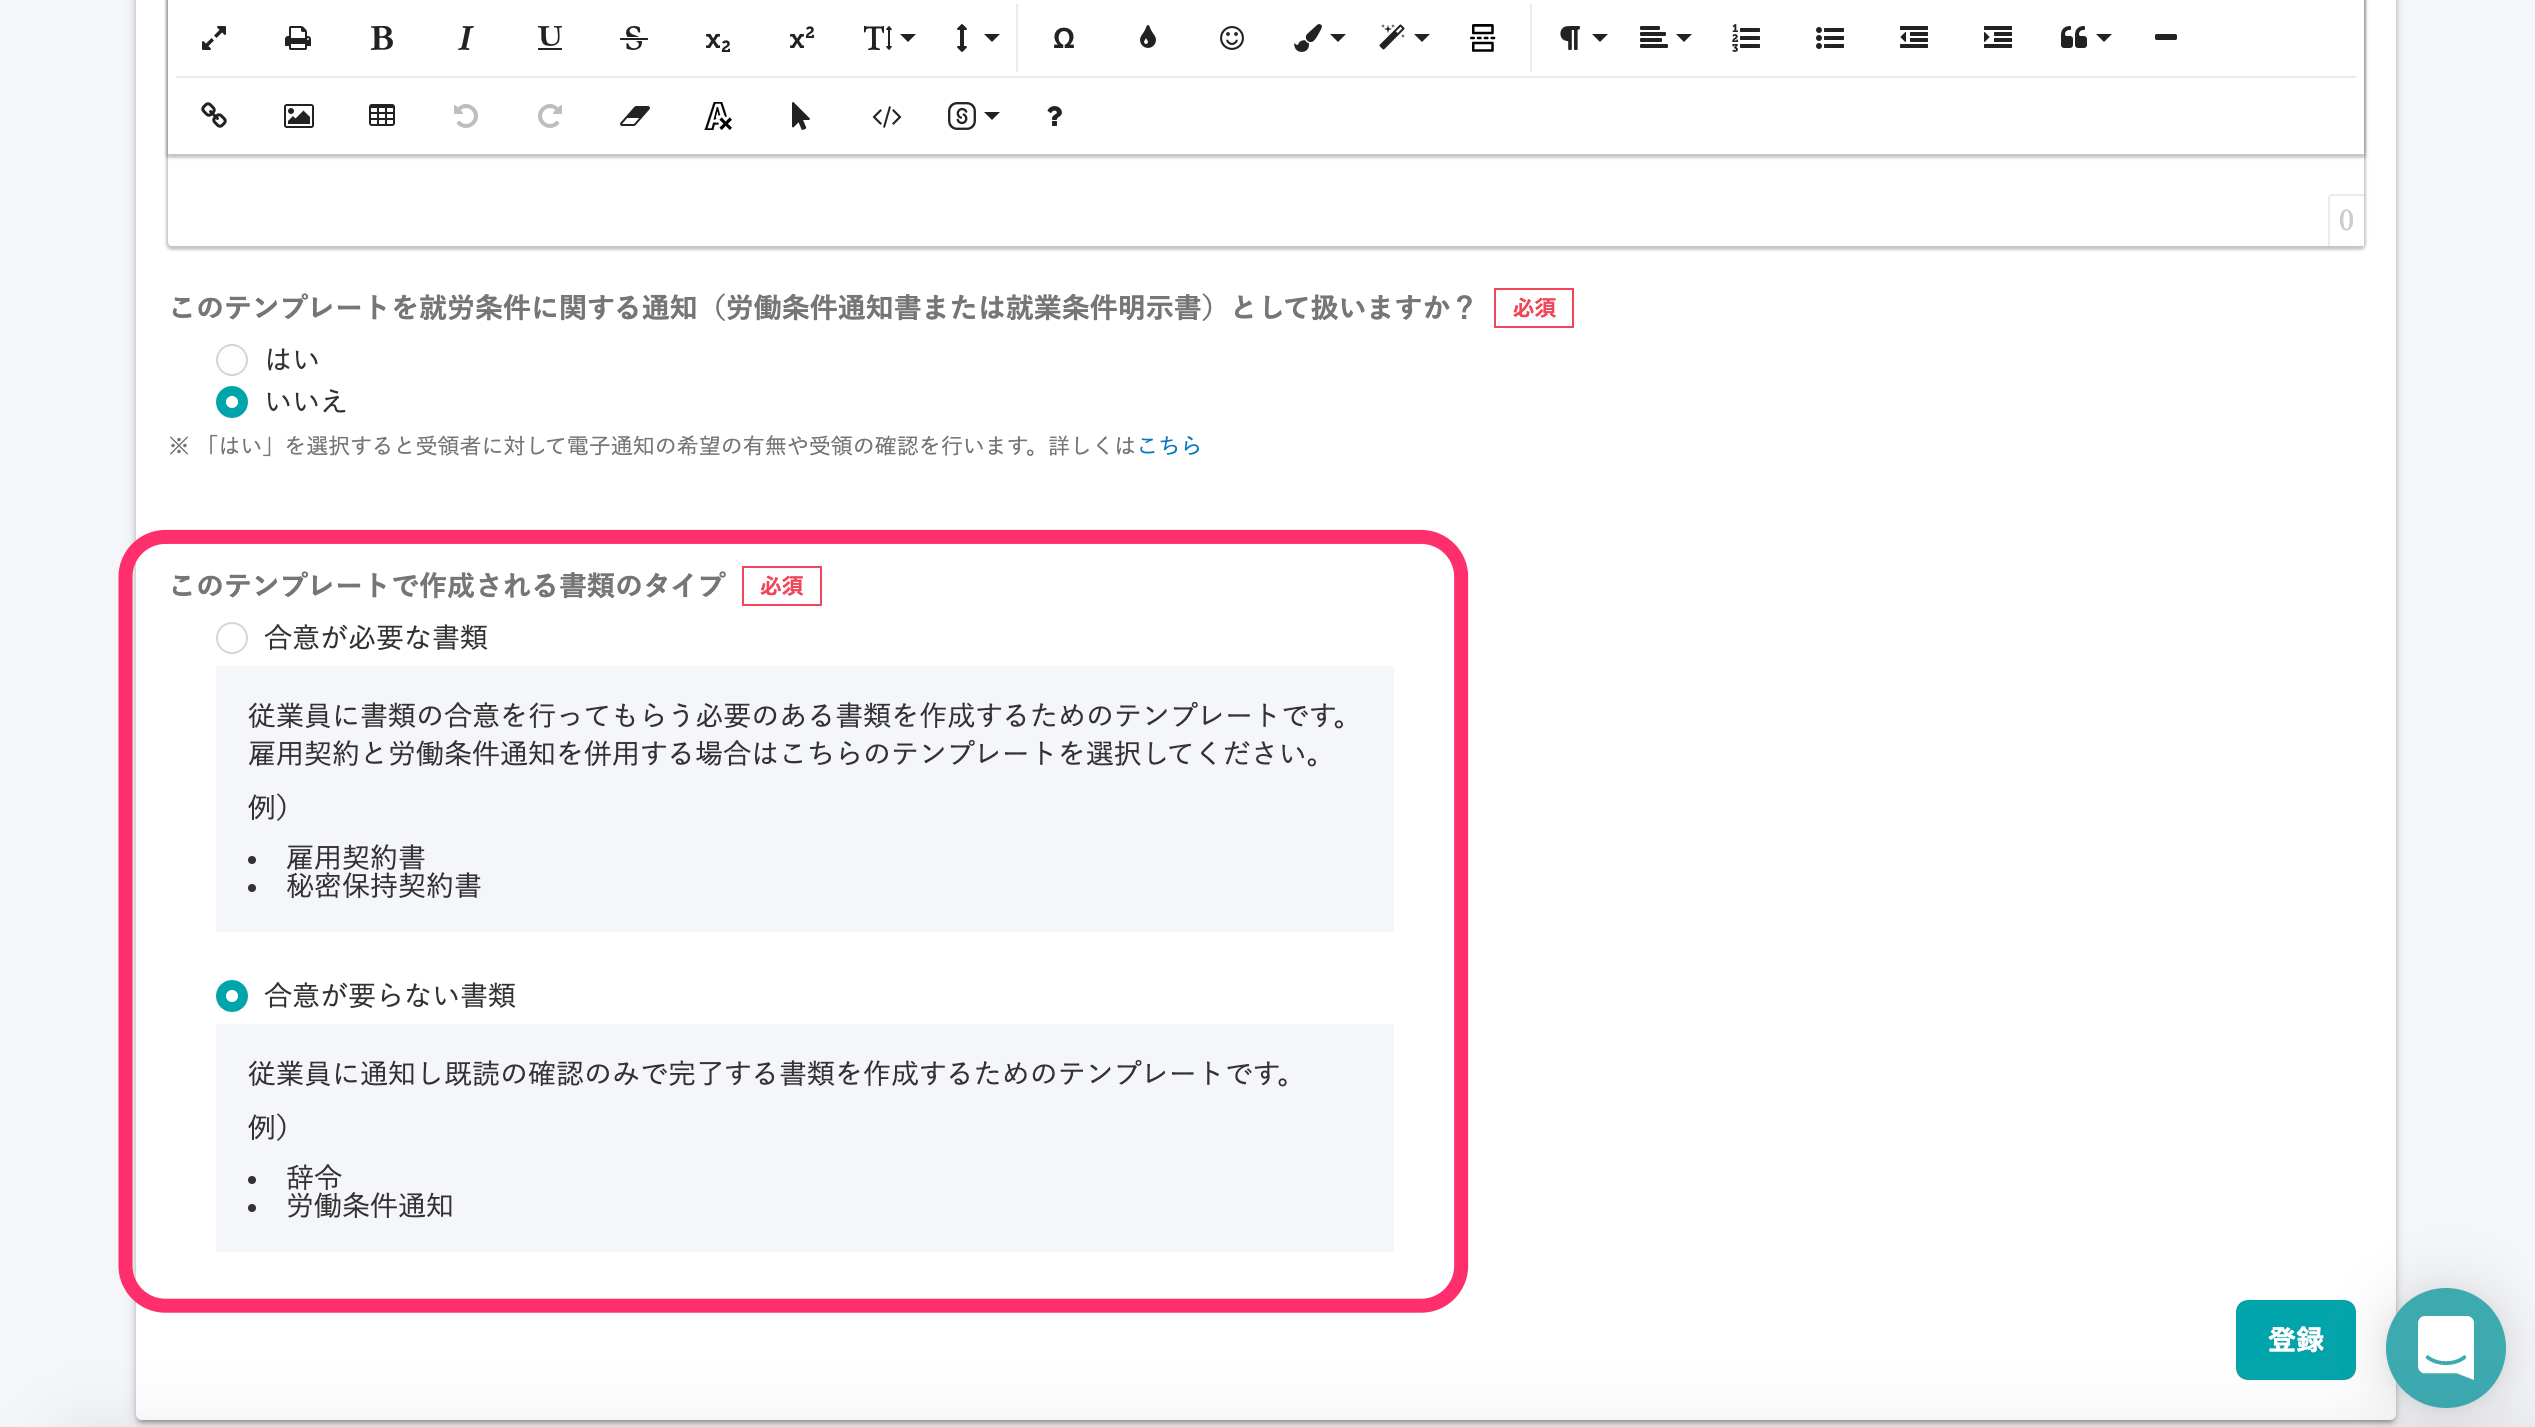 0
このテンプレートを就労条件に関する通知（労働条件通知書または就業条件明示書）として扱いますか？ 必須
はい
いいえ
※ 「はい」を選択すると受領者に対して電子通知の希望の有無や受領の確認を行います。詳しくはこちら
このテンプレートで作成される書類のタイプ 必須
合意が必要な書類
従業員に書類の合意を行ってもらう必要のある書類を作成するためのテンプレートです。
雇用契約と労働条件通知を併用する場合はこちらのテンプレートを選択してください。
例）
• 雇用契約書
• 秘密保持契約書
合意が要らない書類
従業員に通知し既読の確認のみで完了する書類を作成するためのテンプレートです。
例）
• 辞令
• 労働条件通知
登録